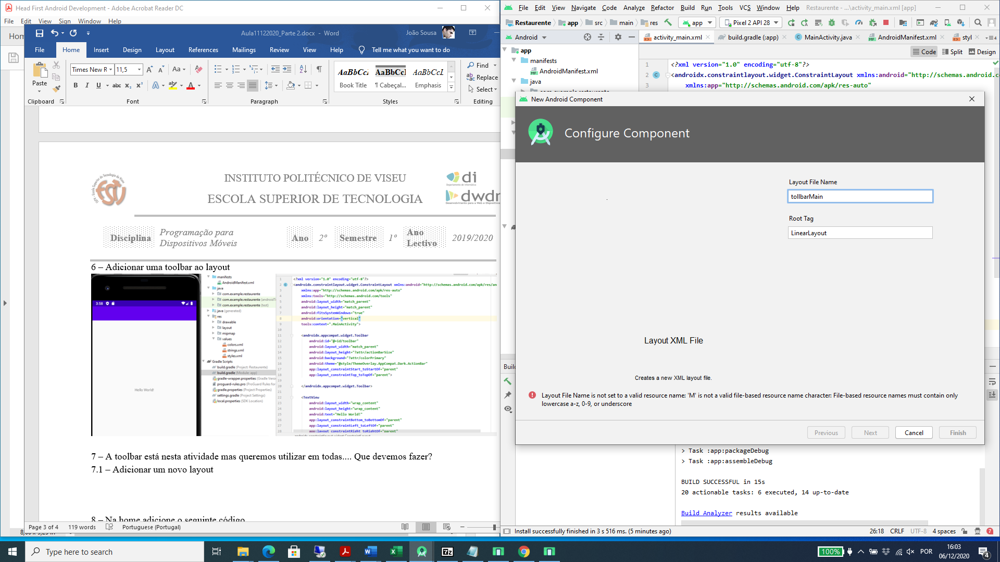 Head First Android Development - Adobe Acrobat Reader DC
File Edit View Sign Window Help
Hom
Aula11122020_Parte 2.docx - Word
João Sousa
File Home Insert Design Layout References Mailings Review View Help Tell me what you want to do
Paste
Clipboard
Times New R 11,5
Font
Paragraph
AaBbCcI AaBbCcI AaBbCcL
Book Title ¶ Cabeçal... Emphasis
Styles
Find
Replace
Select
Editing
INSTITUTO POLITÉCNICO DE VISEU
ESCOLA SUPERIOR DE TECNOLOGIA
di
dwdm
Disciplina Programação para Dispositivos Móveis Ano 2º Semestre 1º Ano Lectivo 2019/2020
6 – Adicionar uma toolbar ao layout
3:58
Hello World!
manifests
AndroidManifest.xml
java
com.example.restaurente
com.example.restaurente (androidT
com.example.restaurente (test)
java (generated)
res
drawable
layout
mipmap
values
colors.xml
strings.xml
styles.xml
Gradle Scripts
build.gradle (Project: Restaurente)
build.gradle (Module: app)
gradle-wrapper.properties (Gradle Vers
proguard-rules.pro (ProGuard Rules for
gradle.properties (Project Properties)
settings.gradle (Project Settings)
local.properties (SDK Location)
<?xml version="1.0" encoding="utf-8"?>
<androidx.constraintlayout.widget.ConstraintLayout xmlns:android="http://schemas.android.com/apk/res/an
xmlns:app="http://schemas.android.com/apk/res-auto"
xmlns:tools="http://schemas.android.com/tools"
android:layout_width="match_parent"
android:layout_height="match_parent"
android:fitsSystemWindows="true"
android:orientation="vertical"
tools:context=".MainActivity">
<androidx.appcompat.widget.Toolbar
android:id="@+id/toolbar"
android:layout_width="match_parent"
android:layout_height="?attr/actionBarSize"
android:background="?attr/colorPrimary"
android:theme="@style/ThemeOverlay.AppCompat.Dark.ActionBar"
app:layout_constraintStart_toStartOf="parent"
app:layout_constraintTop_toTopOf="parent">
</androidx.appcompat.widget.Toolbar>
<TextView
android:layout_width="wrap_content"
android:layout_height="wrap_content"
android:text="Hello World!"
app:layout_constraintBottom_toBottomOf="parent"
app:layout_constraintLeft_toLeftOf="parent"
app:layout_constraintRight_toRightOf="parent"
7 – A toolbar está nesta atividade mas queremos utilizar em todas.... Que devemos fazer?
7.1 – Adicionar um novo layout
8 – Na home adicione o seguinte código
Page 3 of 4 119 words Portuguese (Portugal)
File Edit View Navigate Code Analyze Refactor Build Run Tools VCS Window Help Restaurente - ...\activity_main.xml [app]
Restaurente app src main res app Pixel 2 API 28
Android
activity_main.xml build.gradle (:app) MainActivity.java AndroidManifest.xml styl
Code Split Design
app
manifests
AndroidManifest.xml
java
1 <?xml version="1.0" encoding="utf-8"?>
2 <androidx.constraintlayout.widget.ConstraintLayout xmlns:android="http://schemas.android.c
3 xmlns:app="http://schemas.android.com/apk/res-auto"
New Android Component
Configure Component
Layout File Name
tollbarMain
Root Tag
LinearLayout
Layout XML File
Creates a new XML layout file.
Layout File Name is not set to a valid resource name: 'M' is not a valid file-based resource name character: File-based resource names must contain only
lowercase a-z, 0-9, or underscore
Previous Next Cancel Finish
Build
> Task :app:packageDebug
> Task :app:assembleDebug
BUILD SUCCESSFUL in 15s
20 actionable tasks: 6 executed, 14 up-to-date
Build Analyzer results available
Install successfully finished in 3 s 516 ms. (5 minutes ago)
26:18 CRLF UTF-8 4 spaces
Type here to search
100%
POR
16:03
06/12/2020
4